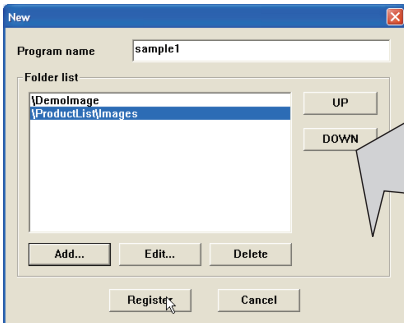 New
Program name sample1
Folder list
\DemoImage
\ProductList\Images
UP
DOWN
Add... Edit... Delete
Register Cancel